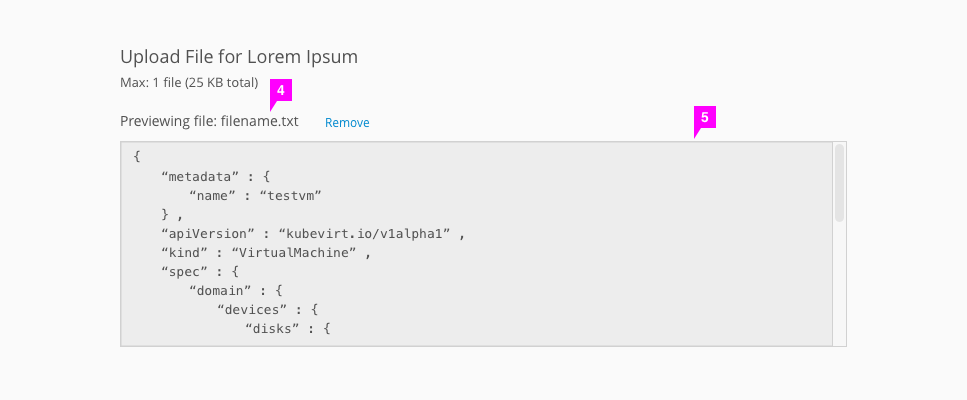 Upload File for Lorem Ipsum
Max: 1 file (25 KB total)
4
Previewing file: filename.txt Remove
5
{
“metadata” : {
“name” : “testvm”
} ,
“apiVersion” : “kubevirt.io/v1alpha1” ,
“kind” : “VirtualMachine” ,
“spec” : {
“domain” : {
“devices” : {
“disks” : {